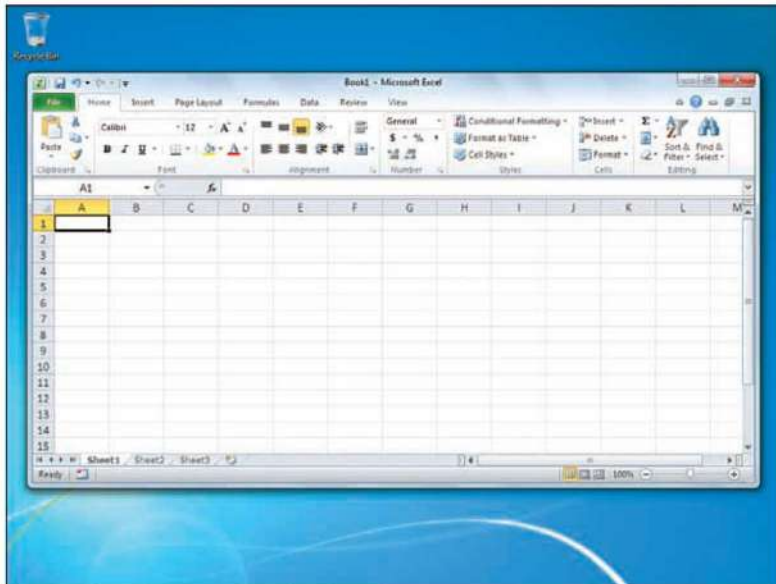 Recycle Bin
Book1 - Microsoft Excel
File Home Insert Page Layout Formulas Data Review View
Paste
Calibri 12 A A
B I U A
General
$ % ,
Conditional Formatting
Format as Table
Cell Styles
Insert
Delete
Format
Σ
Sort & Filter
Find & Select
Clipboard Font Alignment Number Styles Cells Editing
A1 fx
A B C D E F G H I J K L M
1
2
3
4
5
6
7
8
9
10
11
12
13
14
15
Sheet1 Sheet2 Sheet3
Ready 100%